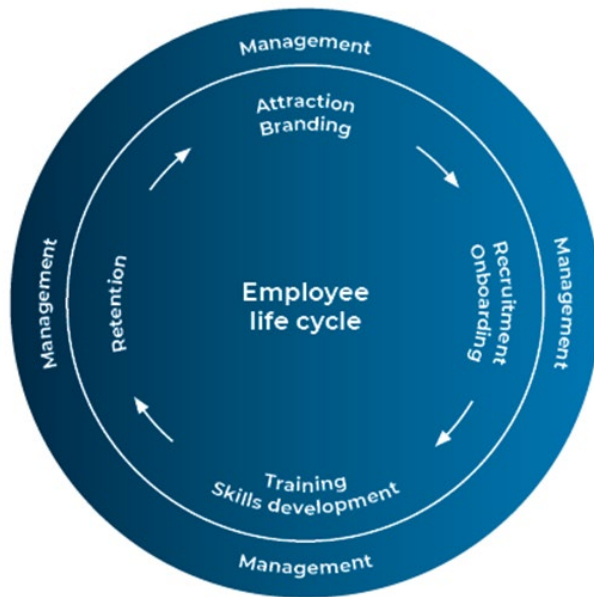 Management
Attraction
Branding
Management
Retention
Employee
life cycle
Recruitment
Onboarding
Management
Training
Skills development
Management